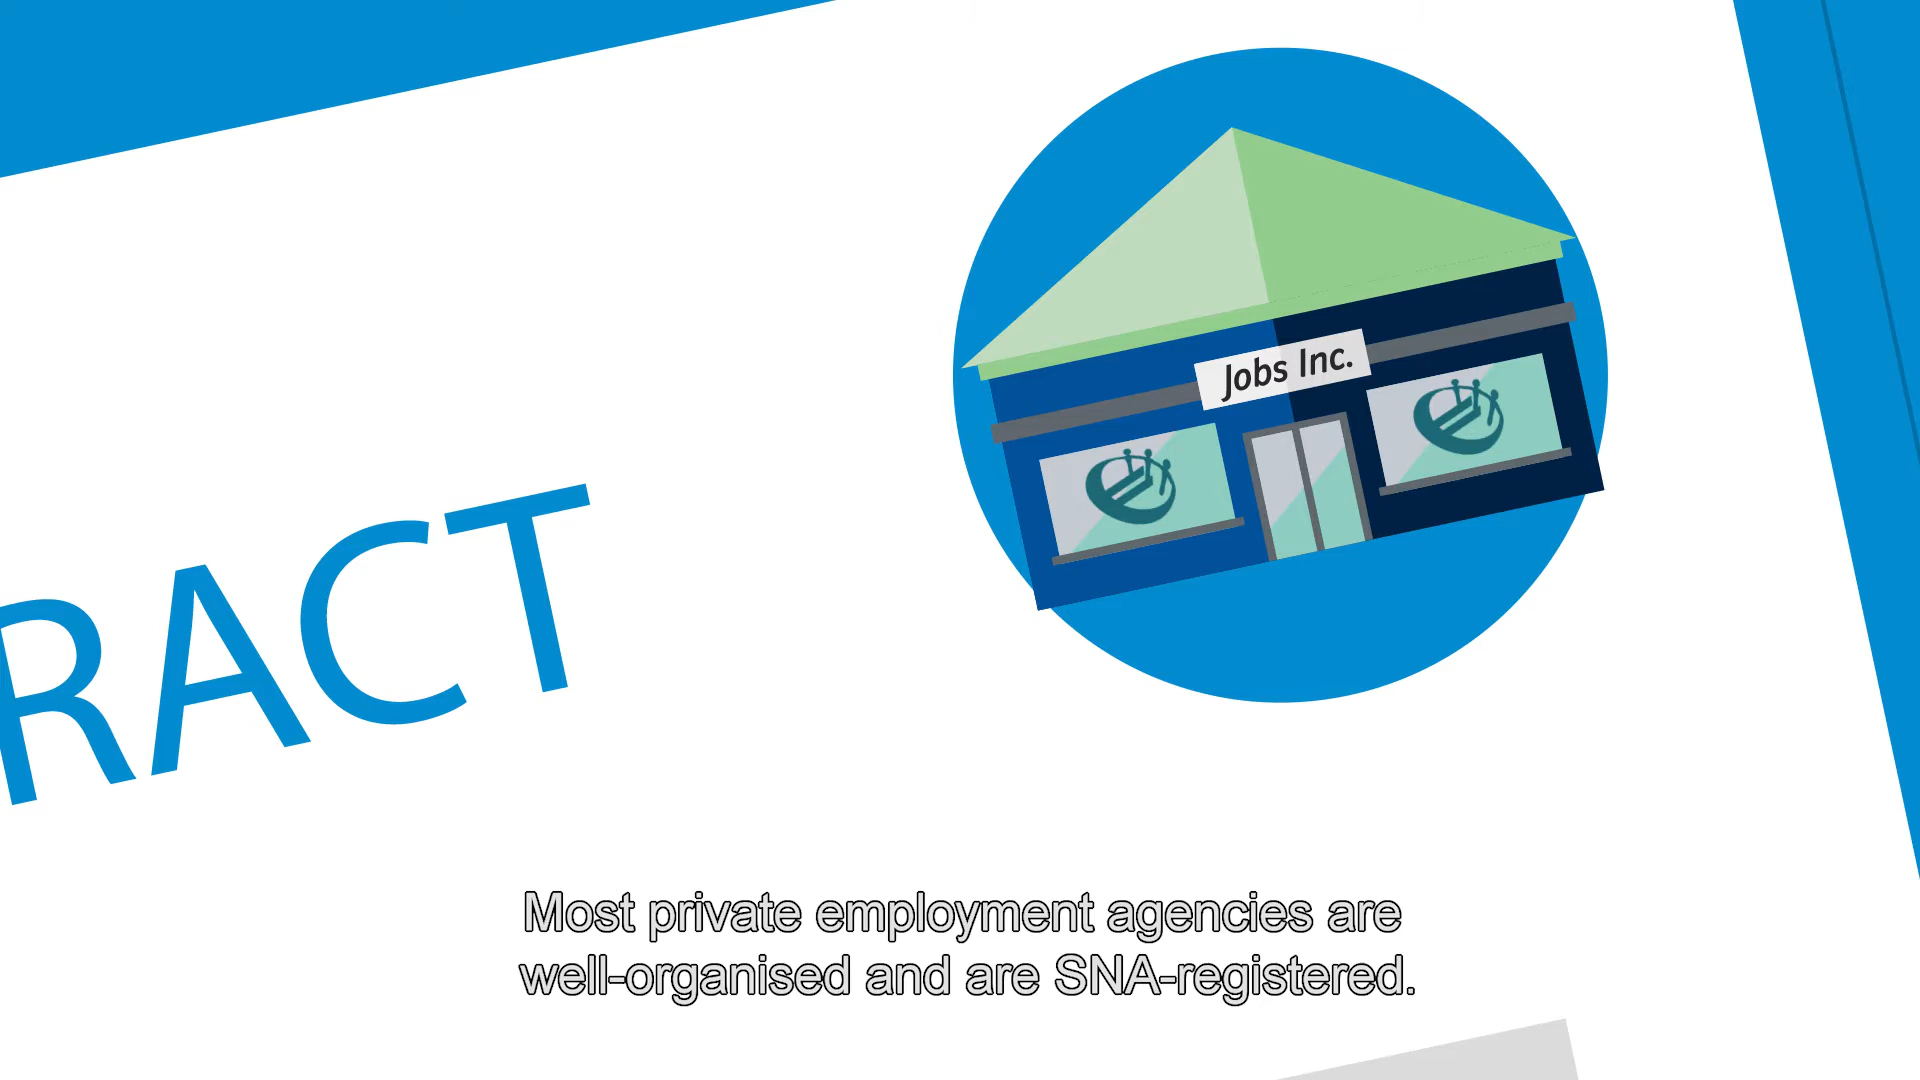 Jobs Inc.
RACT
Most private employment agencies are
well-organised and are SNA-registered.